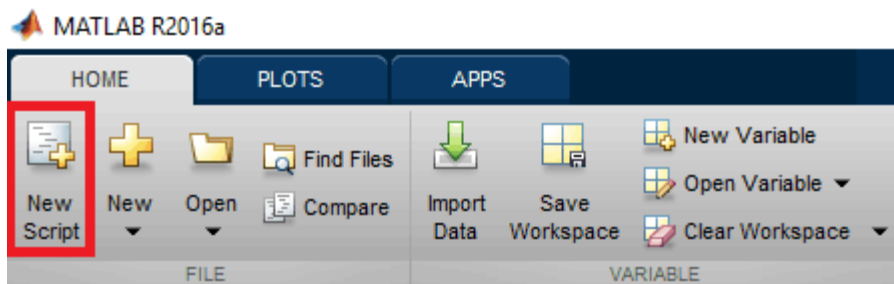 MATLAB R2016a
HOME PLOTS APPS
New Script
New
Open
Find Files
Compare
Import Data
Save Workspace
New Variable
Open Variable
Clear Workspace
FILE VARIABLE